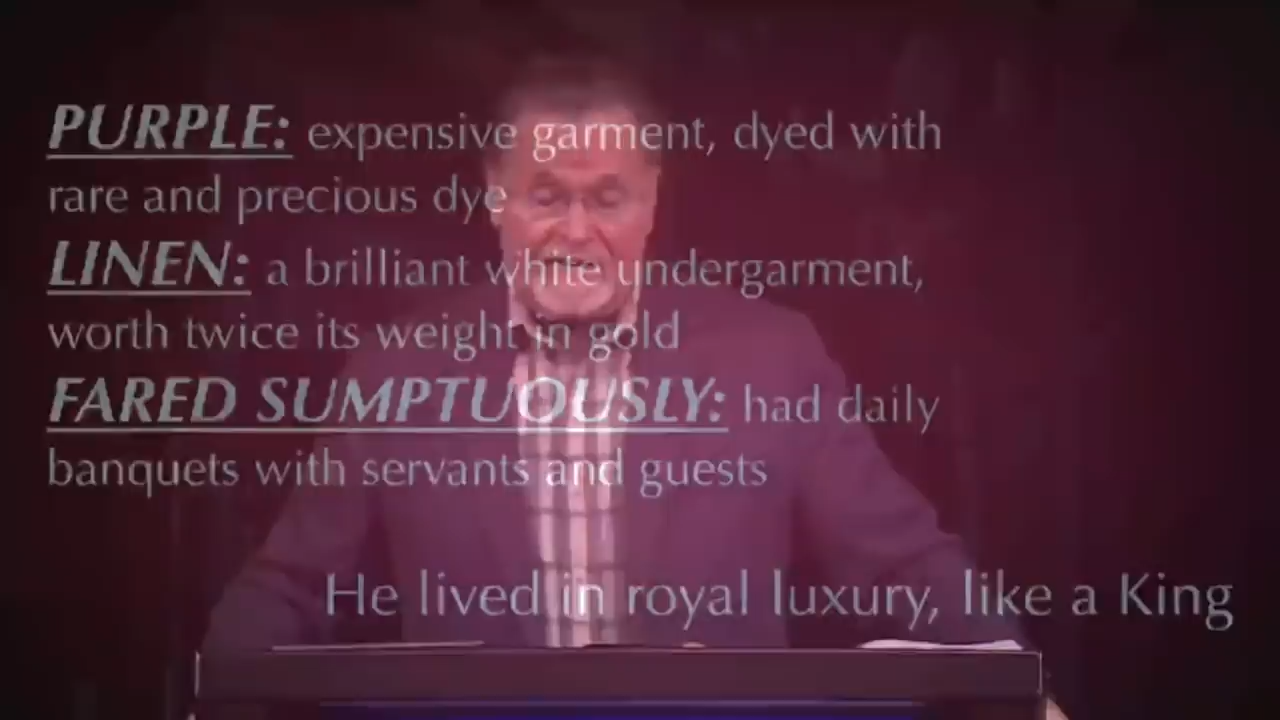 PURPLE: expensive garment, dyed with
rare and precious dye
LINEN: a brilliant white undergarment,
worth twice its weight in gold
FARED SUMPTUOUSLY: had daily
banquets with servants and guests
He lived in royal luxury, like a King